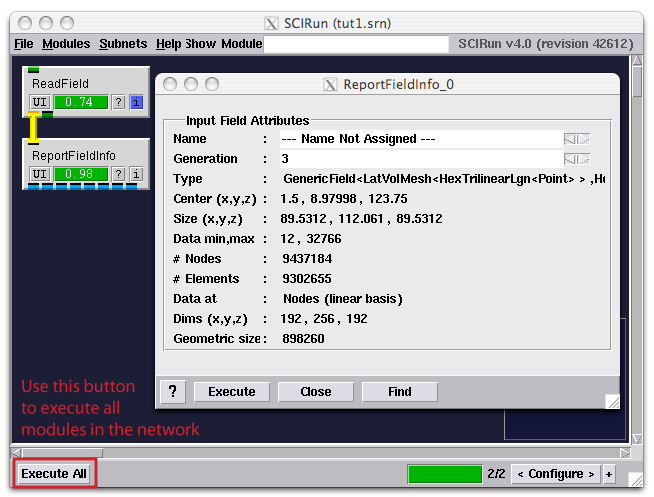 SCIRun (tut1.srn)
File Modules Subnets Help Show Module SCIRun v4.0 (revision 42612)
ReadField
UI 0.74 ? i
ReportFieldInfo
UI 0.98 ? i
ReportFieldInfo_0
Input Field Attributes
Name : --- Name Not Assigned ---
Generation : 3
Type : GenericField<LatVolMesh<HexTrilinearLgn<Point> > ,He
Center (x,y,z) : 1.5, 8.97998, 123.75
Size (x,y,z) : 89.5312, 112.061, 89.5312
Data min,max : 12, 32766
# Nodes : 9437184
# Elements : 9302655
Data at : Nodes (linear basis)
Dims (x,y,z) : 192, 256, 192
Geometric size: 898260
? Execute Close Find
Use this button
to execute all
modules in the network
Execute All 2/2 < Configure > +